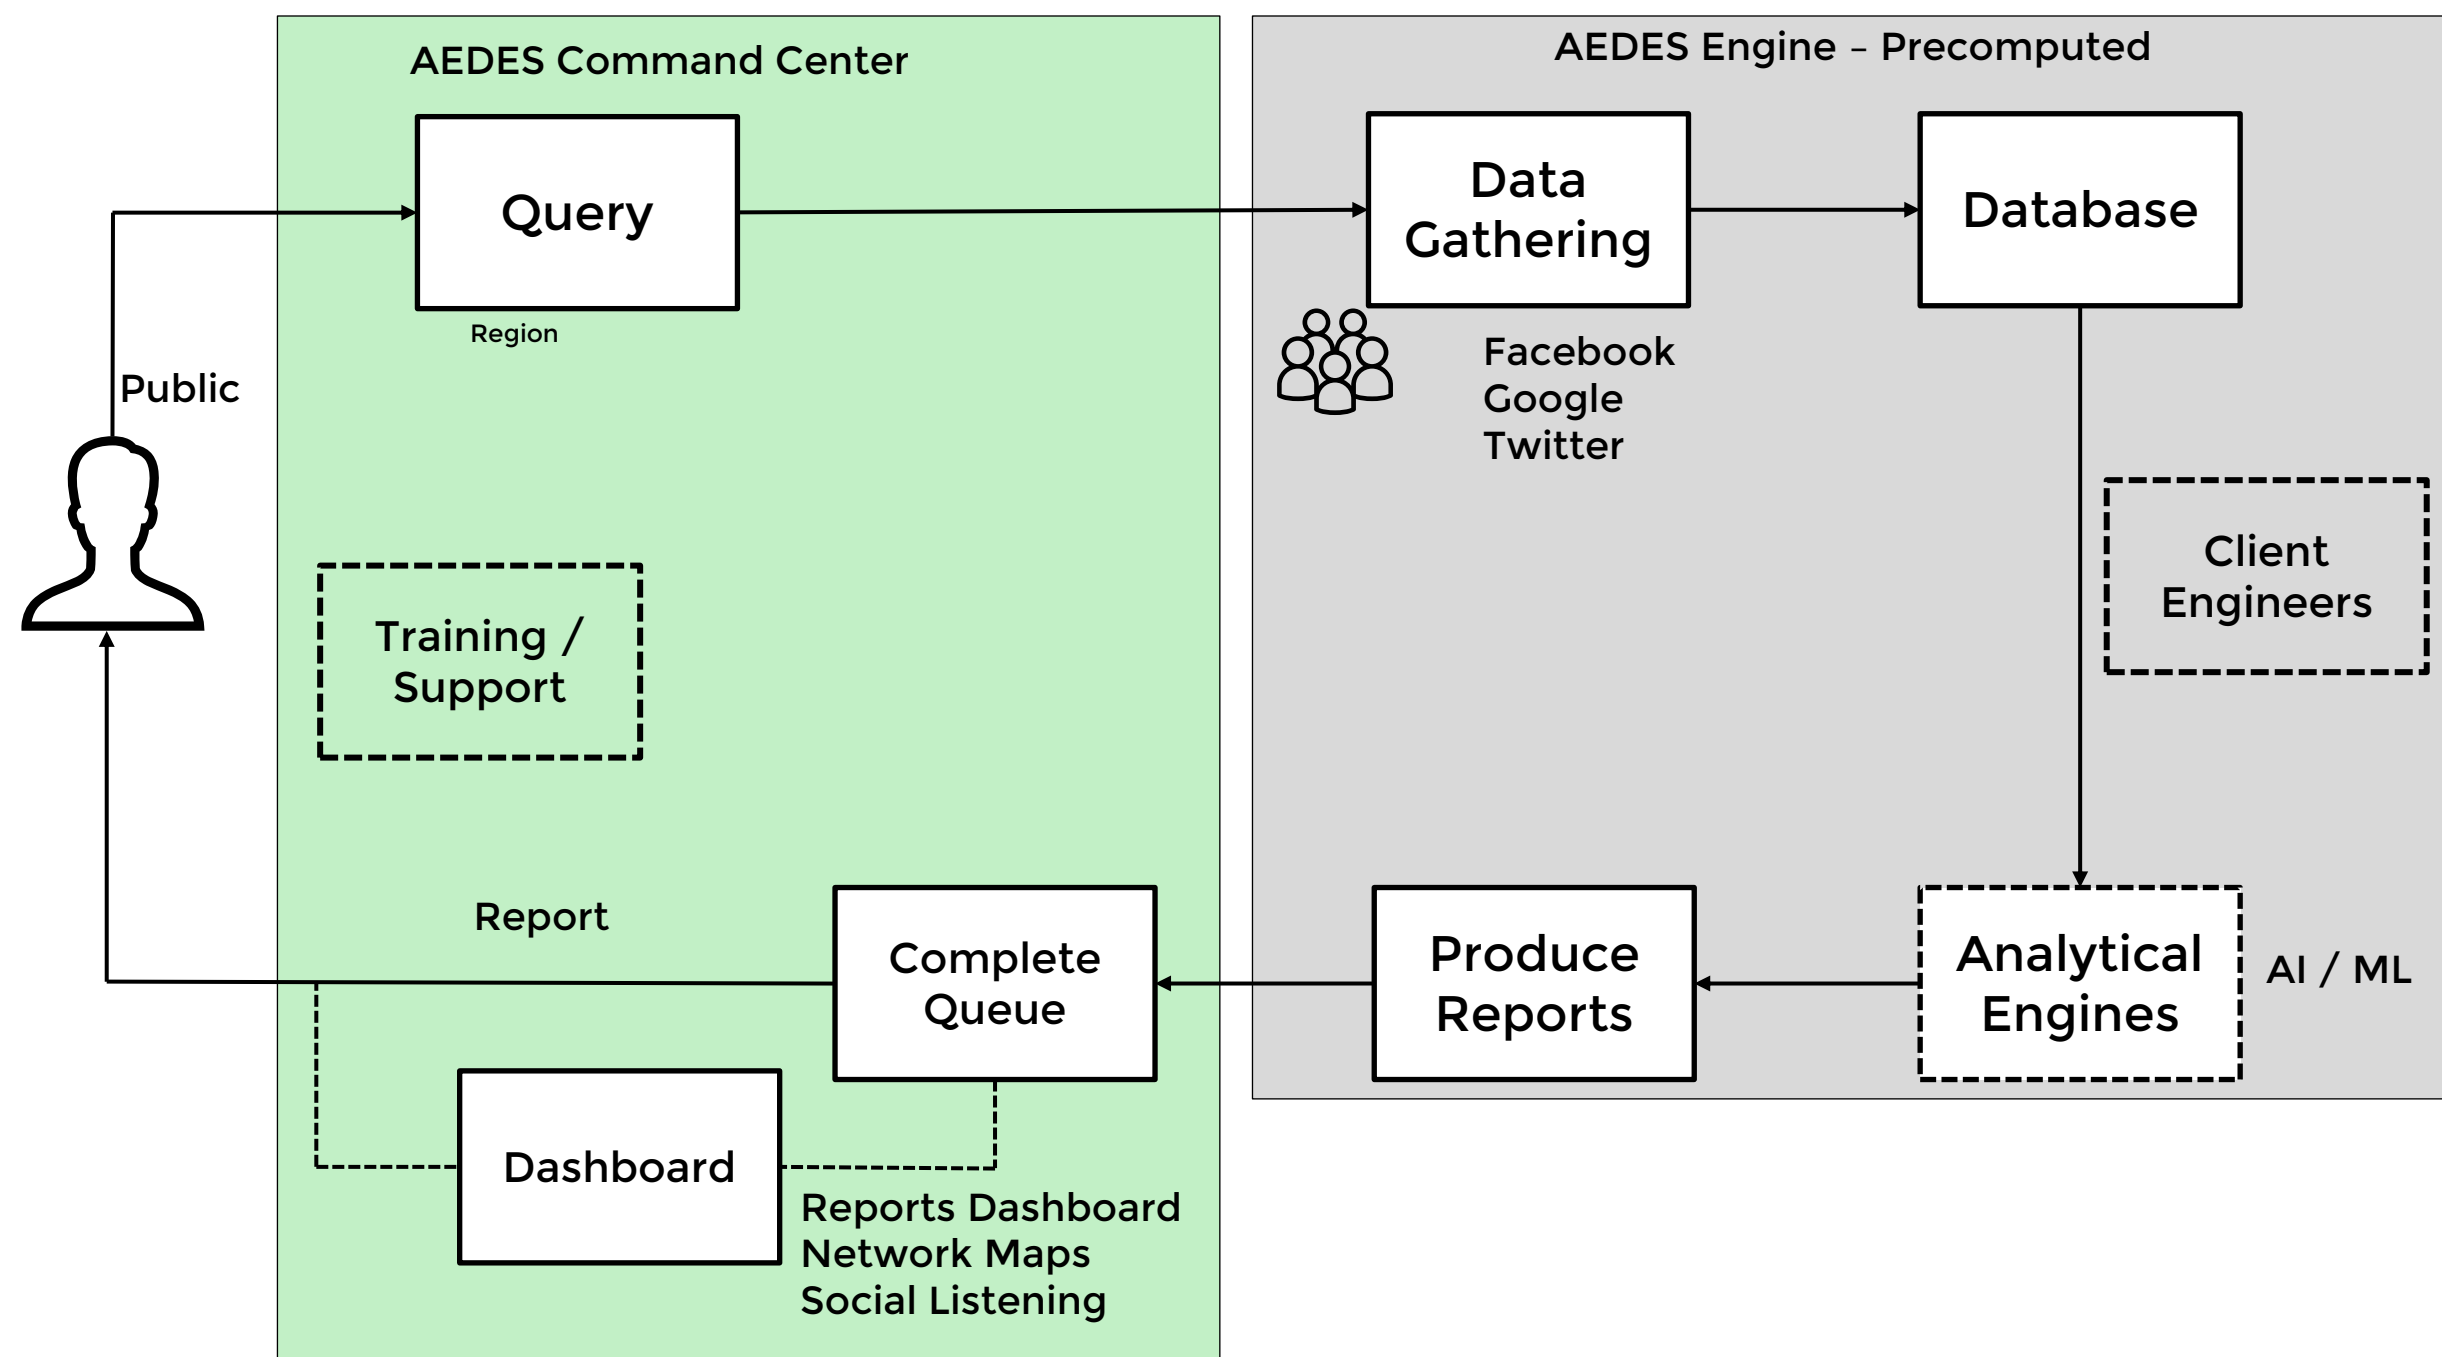 AEDES Command Center
AEDES Engine – Precomputed
Query
Region
Data
Gathering
Database
Facebook
Google
Twitter
Public
Client
Engineers
Training /
Support
Report
Complete
Queue
Produce
Reports
Analytical
Engines
AI / ML
Dashboard
Reports Dashboard
Network Maps
Social Listening